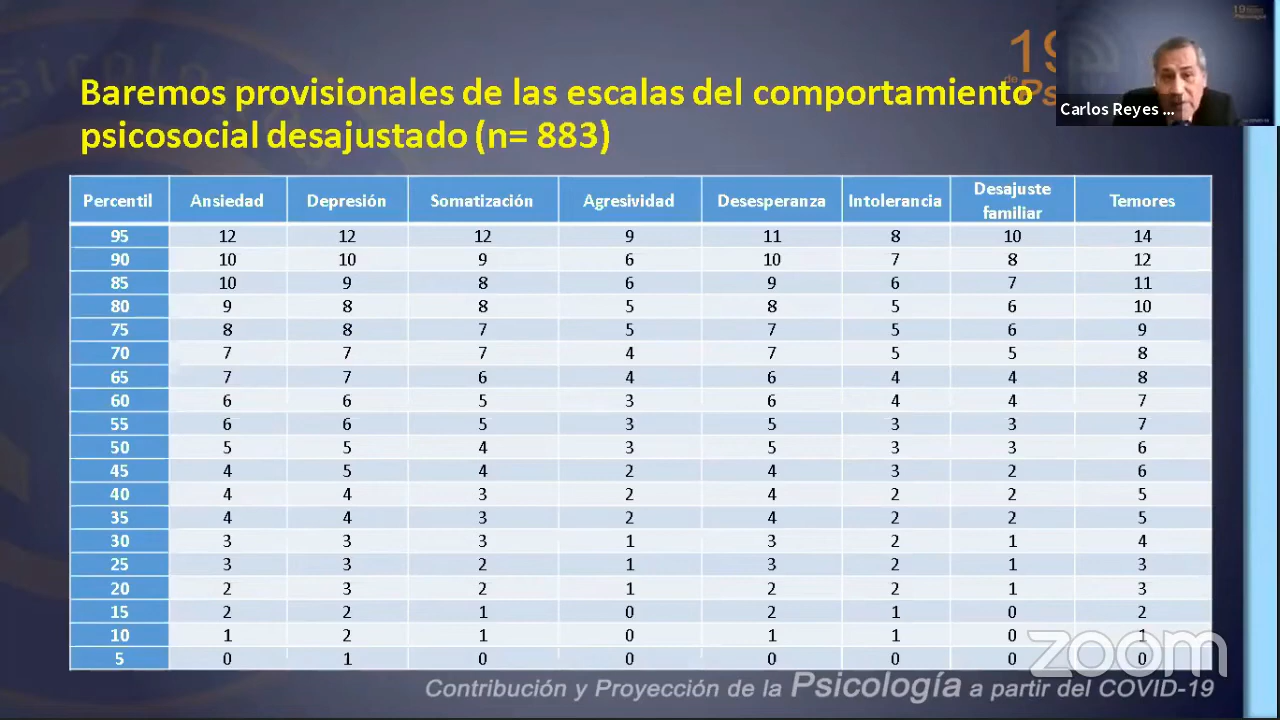 19
de
Baremos provisionales de las escalas del comportamiento
psicosocial desajustado (n= 883)
19
Psicología
Carlos Reyes ...
Percentil Ansiedad Depresión Somatización Agresividad Desesperanza Intolerancia Desajuste familiar Temores
95 12 12 12 9 11 8 10 14
90 10 10 9 6 10 7 8 12
85 10 9 8 6 9 6 7 11
80 9 8 8 5 8 5 6 10
75 8 8 7 5 7 5 6 9
70 7 7 7 4 7 5 5 8
65 7 7 6 4 6 4 4 8
60 6 6 5 3 6 4 4 7
55 6 6 5 3 5 3 3 7
50 5 5 4 3 5 3 3 6
45 4 5 4 2 4 3 2 6
40 4 4 3 2 4 2 2 5
35 4 4 3 2 4 2 2 5
30 3 3 3 1 3 2 1 4
25 3 3 2 1 3 2 1 3
20 2 3 2 1 2 2 1 3
15 2 2 1 0 2 1 0 2
10 1 2 1 0 1 1 0 1
5 0 1 0 0 0 0 0 0
zoom
Contribución y Proyección de la Psicología a partir del COVID-19